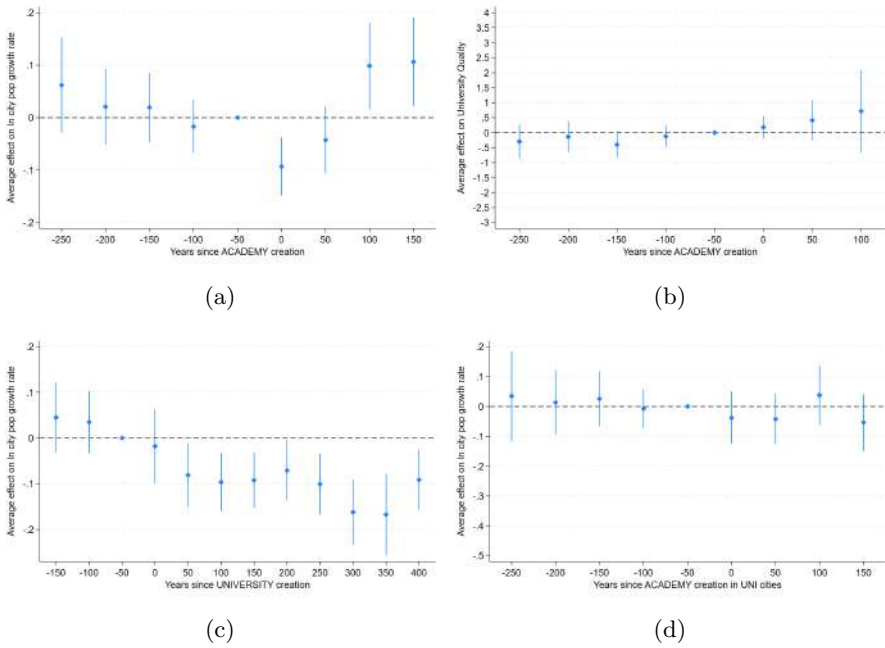 Average effect on ln city pop growth rate
.2
.1
0
-.1
-.2
-250 -200 -150 -100 -50 0 50 100 150
Years since ACADEMY creation
(a)
Average effect on University Quality
4
3.5
3
2.5
2
1.5
1
.5
0
-.5
-1
-1.5
-2
-2.5
-3
-250 -200 -150 -100 -50 0 50 100
Years since ACADEMY creation
(b)
Average effect on ln city pop growth rate
.2
.1
0
-.1
-.2
-150 -100 -50 0 50 100 150 200 250 300 350 400
Years since UNIVERSITY creation
(c)
Average effect on ln city pop growth rate
.2
.1
0
-.1
-.2
-.3
-.4
-.5
-250 -200 -150 -100 -50 0 50 100 150
Years since ACADEMY creation in UNI cities
(d)